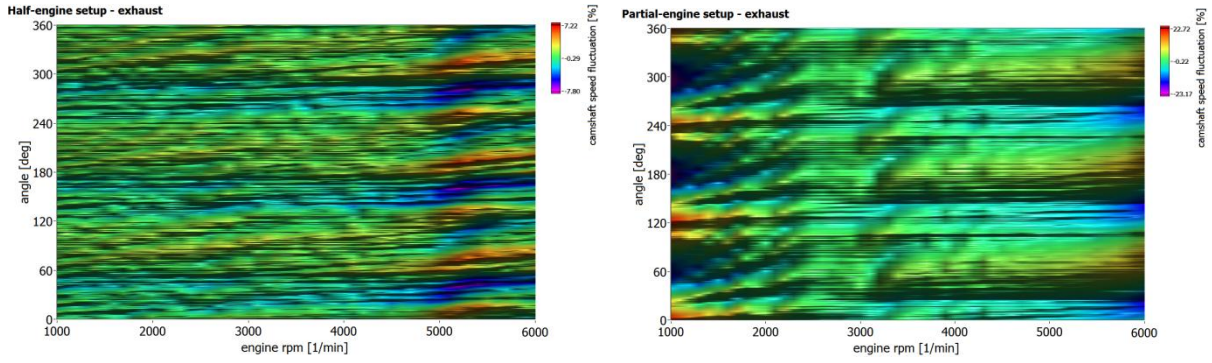 Half-engine setup - exhaust
360
300
240
180
120
60
0
angle [deg]
1000 2000 3000 4000 5000 6000
engine rpm [1/min]
7.22
-0.29
-7.80
camshaft speed fluctuation [%]
Partial-engine setup - exhaust
360
300
240
180
120
60
0
angle [deg]
1000 2000 3000 4000 5000 6000
engine rpm [1/min]
22.72
-0.22
-23.17
camshaft speed fluctuation [%]